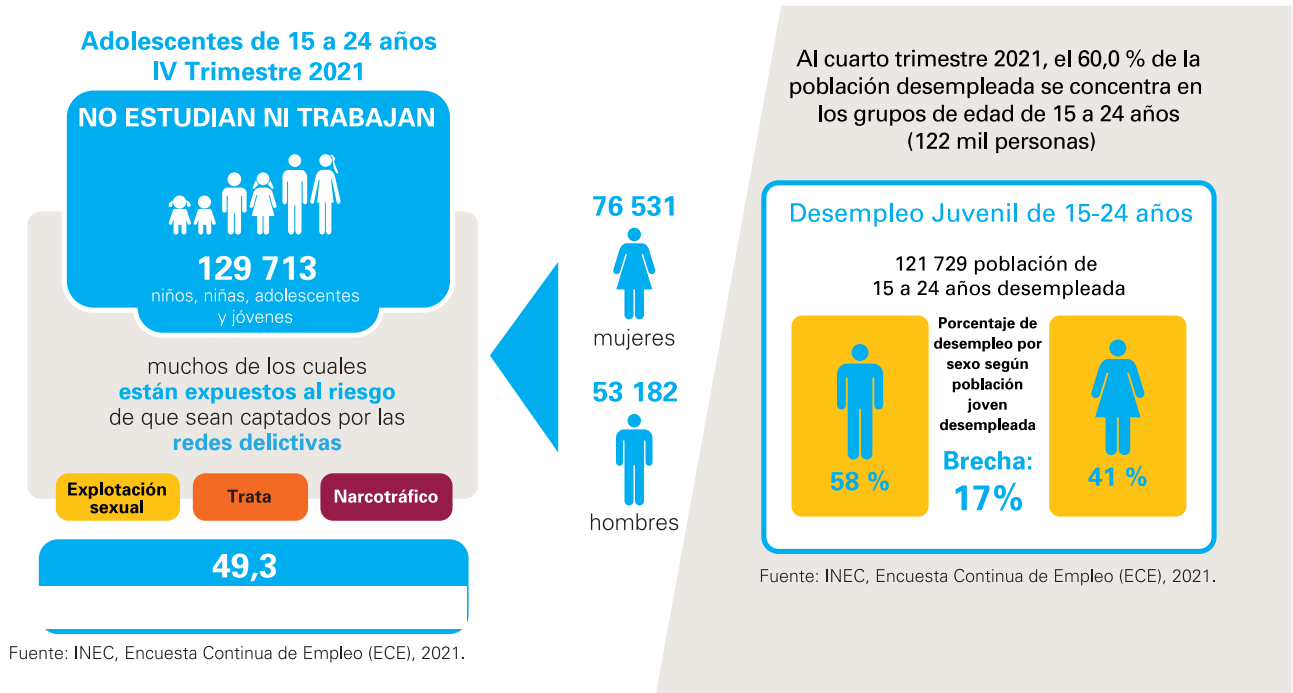 Adolescentes de 15 a 24 años
IV Trimestre 2021
NO ESTUDIAN NI TRABAJAN
129 713
niños, niñas, adolescentes
y jóvenes
muchos de los cuales
están expuestos al riesgo
de que sean captados por las
redes delictivas
Explotación
sexual
Trata
Narcotráfico
49,3
Fuente: INEC, Encuesta Continua de Empleo (ECE), 2021.
76 531
mujeres
53 182
hombres
Al cuarto trimestre 2021, el 60,0 % de la
población desempleada se concentra en
los grupos de edad de 15 a 24 años
(122 mil personas)
Desempleo Juvenil de 15-24 años
121 729 población de
15 a 24 años desempleada
58 %
Porcentaje de
desempleo por
sexo según
población
joven
desempleada
Brecha:
17%
41 %
Fuente: INEC, Encuesta Continua de Empleo (ECE), 2021.